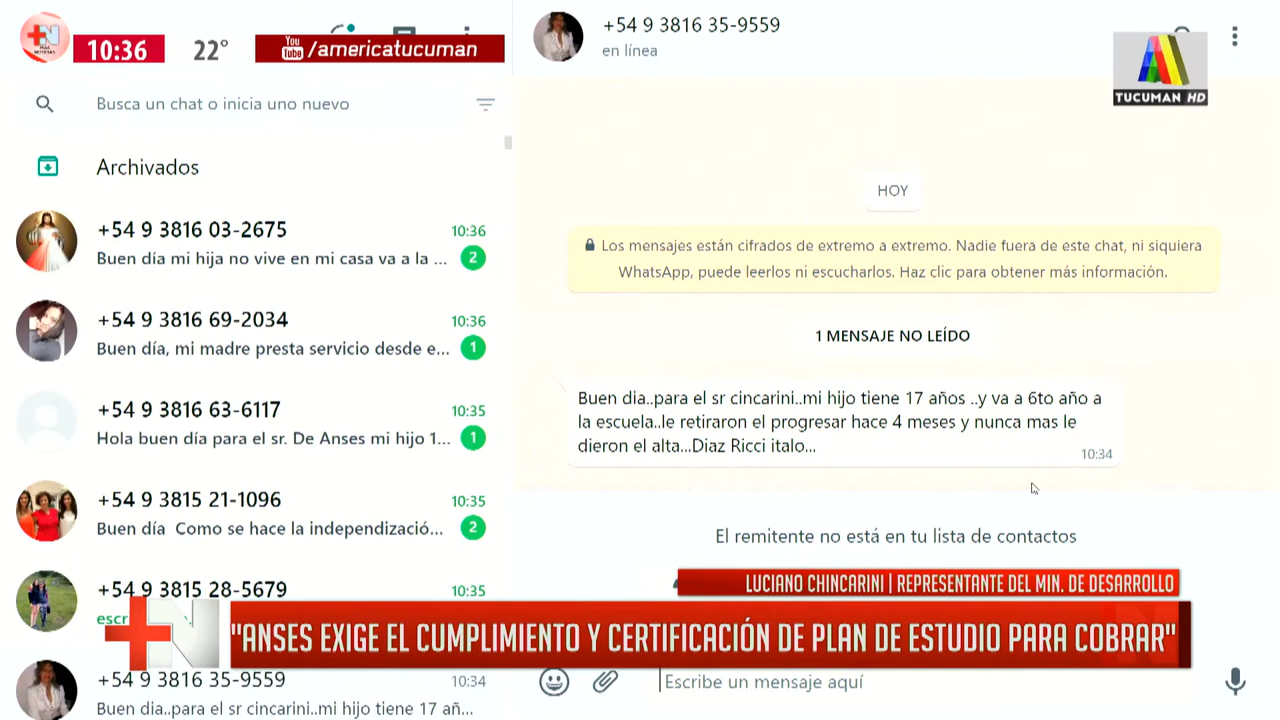 +N
MÁS
NOTICIAS
10:36
22°
You
Tube
/americatucuman
Busca un chat o inicia uno nuevo
Archivados
+54 9 3816 03-2675
10:36
Buen día mi hija no vive en mi casa va a la ...
2
+54 9 3816 69-2034
10:36
Buen día, mi madre presta servicio desde e...
1
+54 9 3816 63-6117
10:35
Hola buen día para el sr. De Anses mi hijo 1...
1
+54 9 3815 21-1096
10:35
Buen día  Como se hace la independizació...
2
+54 9 3815 28-5679
10:35
escr
+54 9 3816 35-9559
10:34
Buen dia..para el sr cincarini..mi hijo tiene 17 añ...
+54 9 3816 35-9559
en línea
TUCUMAN HD
HOY
Los mensajes están cifrados de extremo a extremo. Nadie fuera de este chat, ni siquiera
WhatsApp, puede leerlos ni escucharlos. Haz clic para obtener más información.
1 MENSAJE NO LEÍDO
Buen dia..para el sr cincarini..mi hijo tiene 17 años ..y va a 6to año a
la escuela..le retiraron el progresar hace 4 meses y nunca mas le
dieron el alta...Diaz Ricci italo...
10:34
El remitente no está en tu lista de contactos
LUCIANO CHINCARINI | REPRESENTANTE DEL MIN. DE DESARROLLO
+N
"ANSES EXIGE EL CUMPLIMIENTO Y CERTIFICACIÓN DE PLAN DE ESTUDIO PARA COBRAR"
Escribe un mensaje aquí